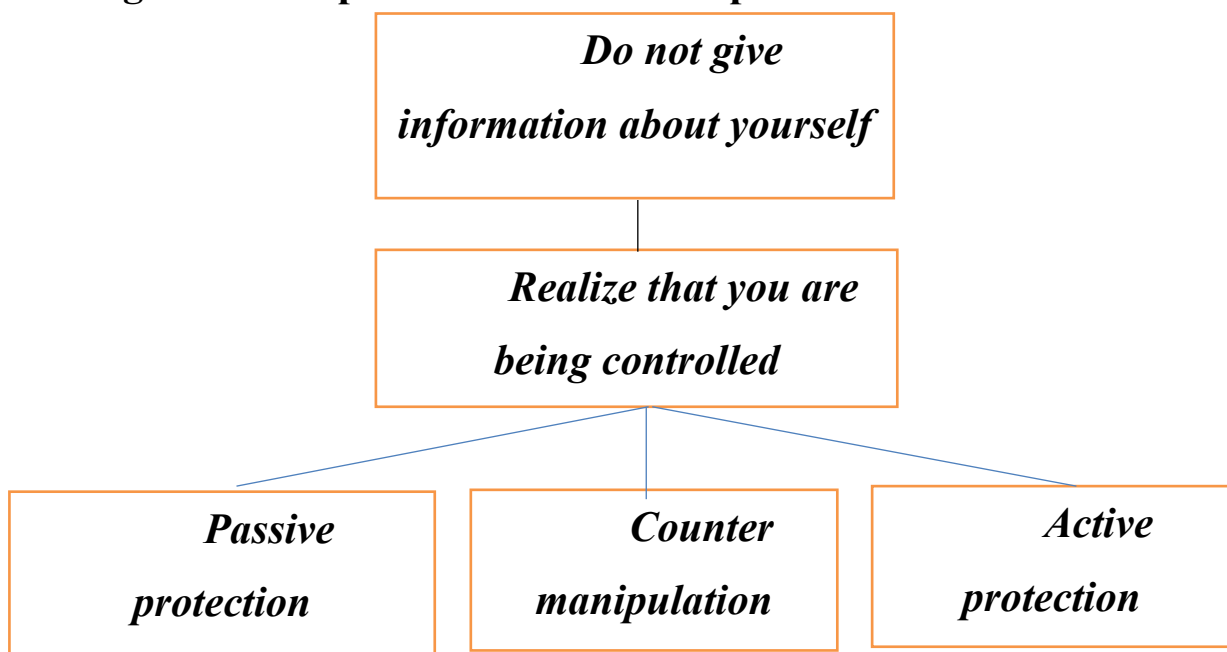 Do not give
information about yourself
Realize that you are
being controlled
Passive
protection
Counter
manipulation
Active
protection